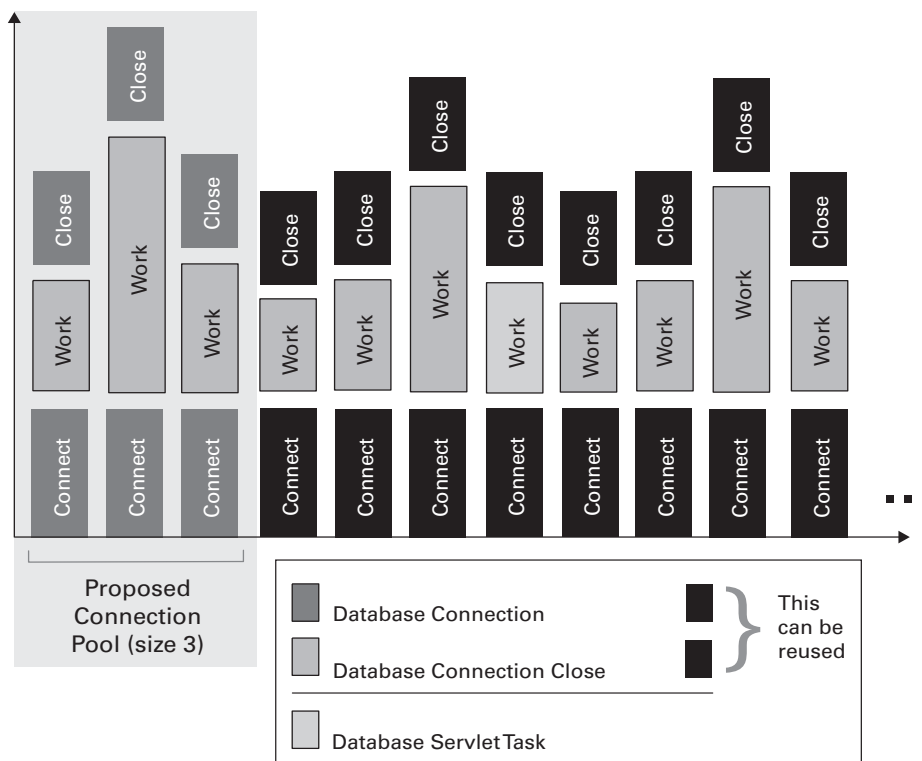 Close
Close
Close
Close
Close
Close
Close
Close
Close
Close
Close
Work
Work
Work
Work
Work
Work
Work
Work
Work
Work
Work
Connect
Connect
Connect
Connect
Connect
Connect
Connect
Connect
Connect
Connect
Connect
Proposed
Connection
Pool (size 3)
Database Connection
Database Connection Close
Database Servlet Task
This
can be
reused